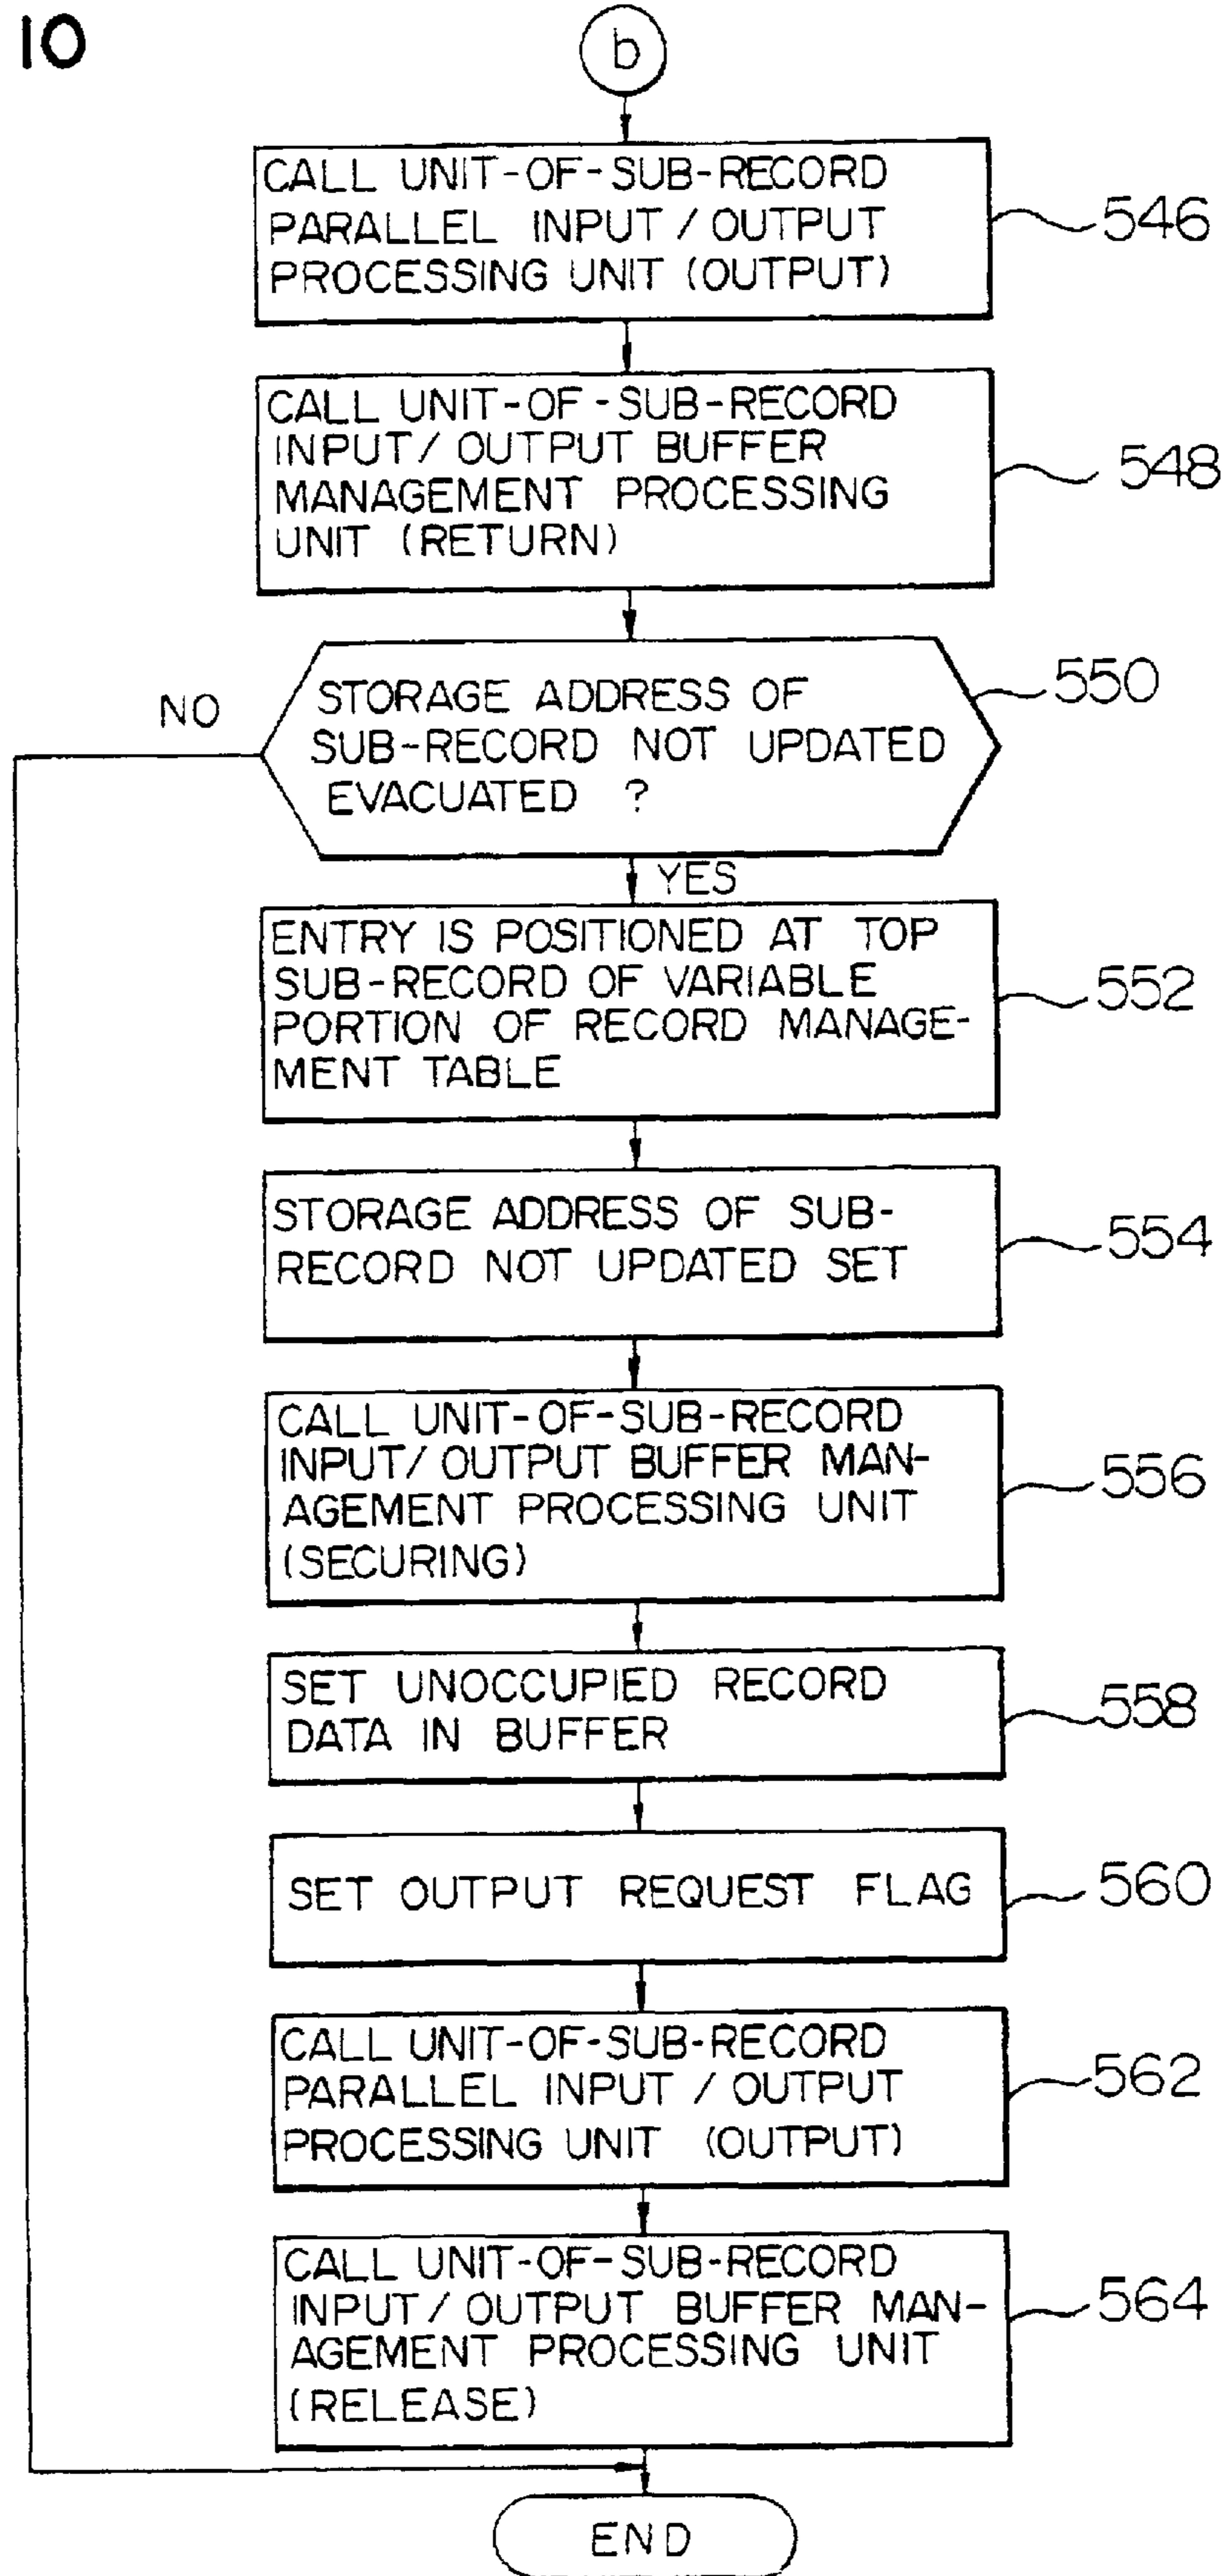 10
b
CALL UNIT-OF-SUB-RECORD
PARALLEL INPUT / OUTPUT
PROCESSING UNIT (OUTPUT)
546
CALL UNIT-OF-SUB-RECORD
INPUT/ OUTPUT BUFFER
MANAGEMENT PROCESSING
UNIT (RETURN)
548
STORAGE ADDRESS OF
SUB-RECORD NOT UPDATED
EVACUATED ?
550
NO
YES
ENTRY IS POSITIONED AT TOP
SUB-RECORD OF VARIABLE
PORTION OF RECORD MANAGE-
MENT TABLE
552
STORAGE ADDRESS OF SUB-
RECORD NOT UPDATED SET
554
CALL UNIT-OF-SUB-RECORD
INPUT/ OUTPUT BUFFER MAN-
AGEMENT PROCESSING UNIT
(SECURING)
556
SET UNOCCUPIED RECORD
DATA IN BUFFER
558
SET OUTPUT REQUEST FLAG
560
CALL UNIT-OF-SUB-RECORD
PARALLEL INPUT / OUTPUT
PROCESSING UNIT (OUTPUT)
562
CALL UNIT-OF-SUB-RECORD
INPUT/ OUTPUT BUFFER MAN-
AGEMENT PROCESSING UNIT
(RELEASE)
564
END